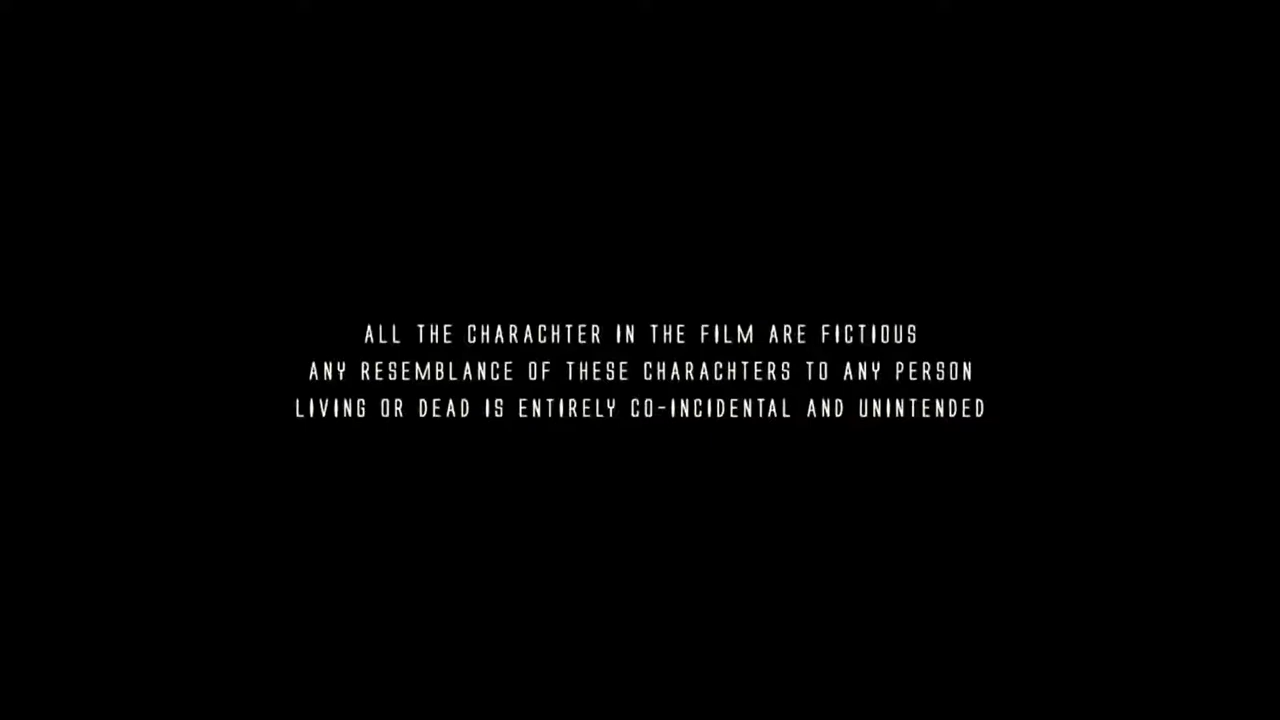 ALL THE CHARACHTER IN THE FILM ARE FICTIOUS
ANY RESEMBLANCE OF THESE CHARACHTERS TO ANY PERSON
LIVING OR DEAD IS ENTIRELY CO-INCIDENTAL AND UNINTENDED